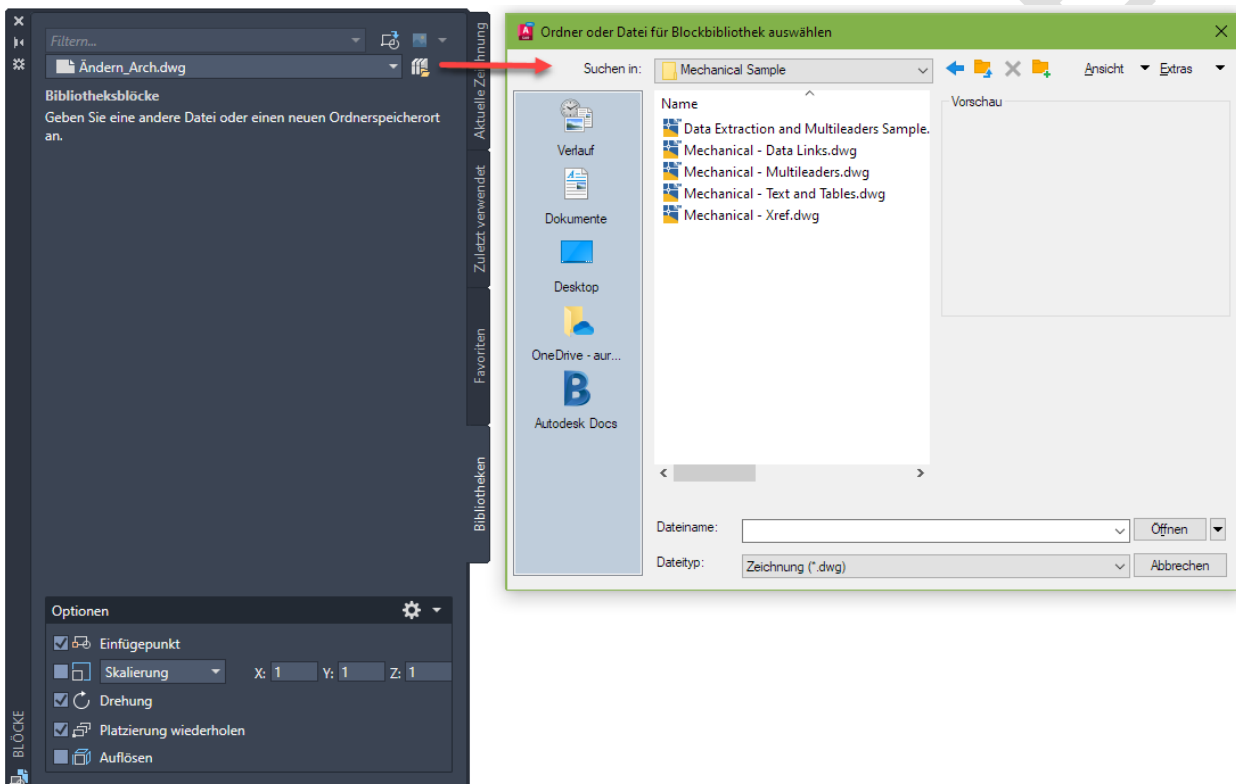 Filtern...
Ändern_Arch.dwg
Bibliotheksblöcke
Geben Sie eine andere Datei oder einen neuen Ordnerspeicherort
an.
Aktuelle Zeichnung
Zuletzt verwendet
Favoriten
Bibliotheken
Optionen
Einfügepunkt
Skalierung X: 1 Y: 1 Z: 1
Drehung
Platzierung wiederholen
Auflösen
BLÖCKE
Ordner oder Datei für Blockbibliothek auswählen
Suchen in: Mechanical Sample Ansicht Extras
Verlauf
Dokumente
Desktop
OneDrive - aur...
Autodesk Docs
Name
Data Extraction and Multileaders Sample.
Mechanical - Data Links.dwg
Mechanical - Multileaders.dwg
Mechanical - Text and Tables.dwg
Mechanical - Xref.dwg
Vorschau
Dateiname: Öffnen
Dateityp: Zeichnung (*.dwg) Abbrechen